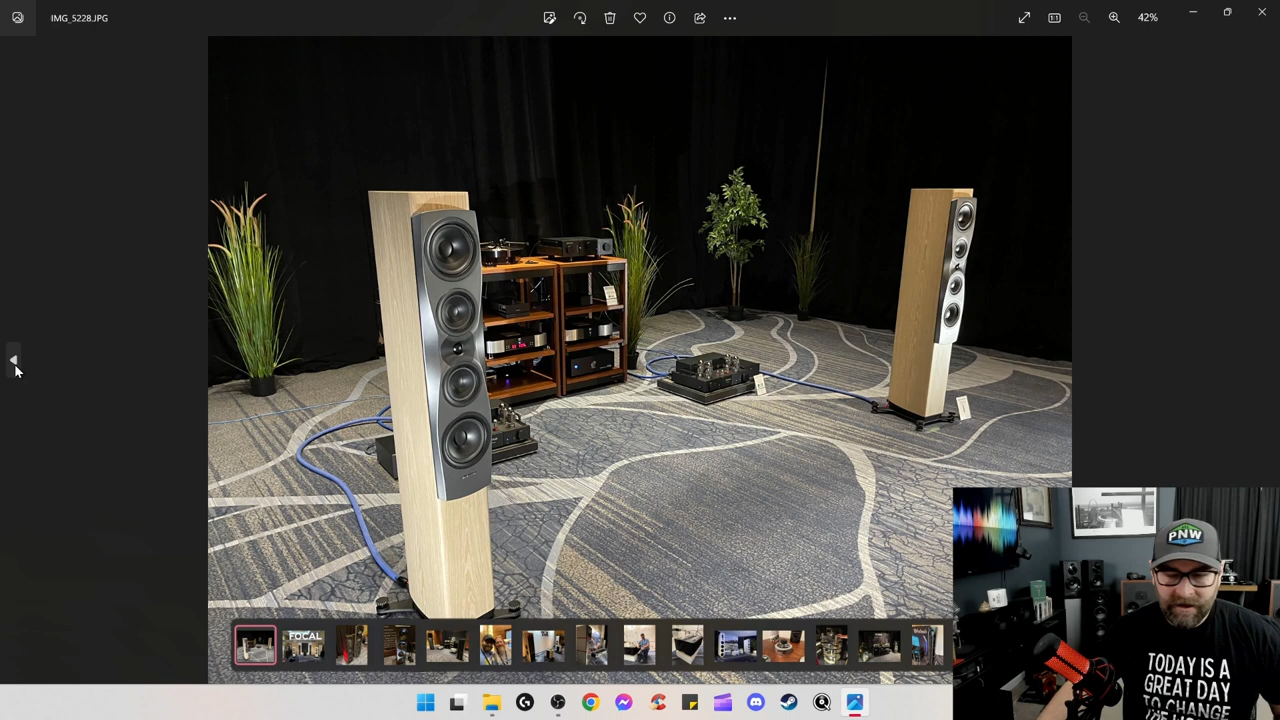 IMG_5228.JPG
42%
FOCAL
PNW
TODAY IS A
GREAT DAY
TO CHANGE